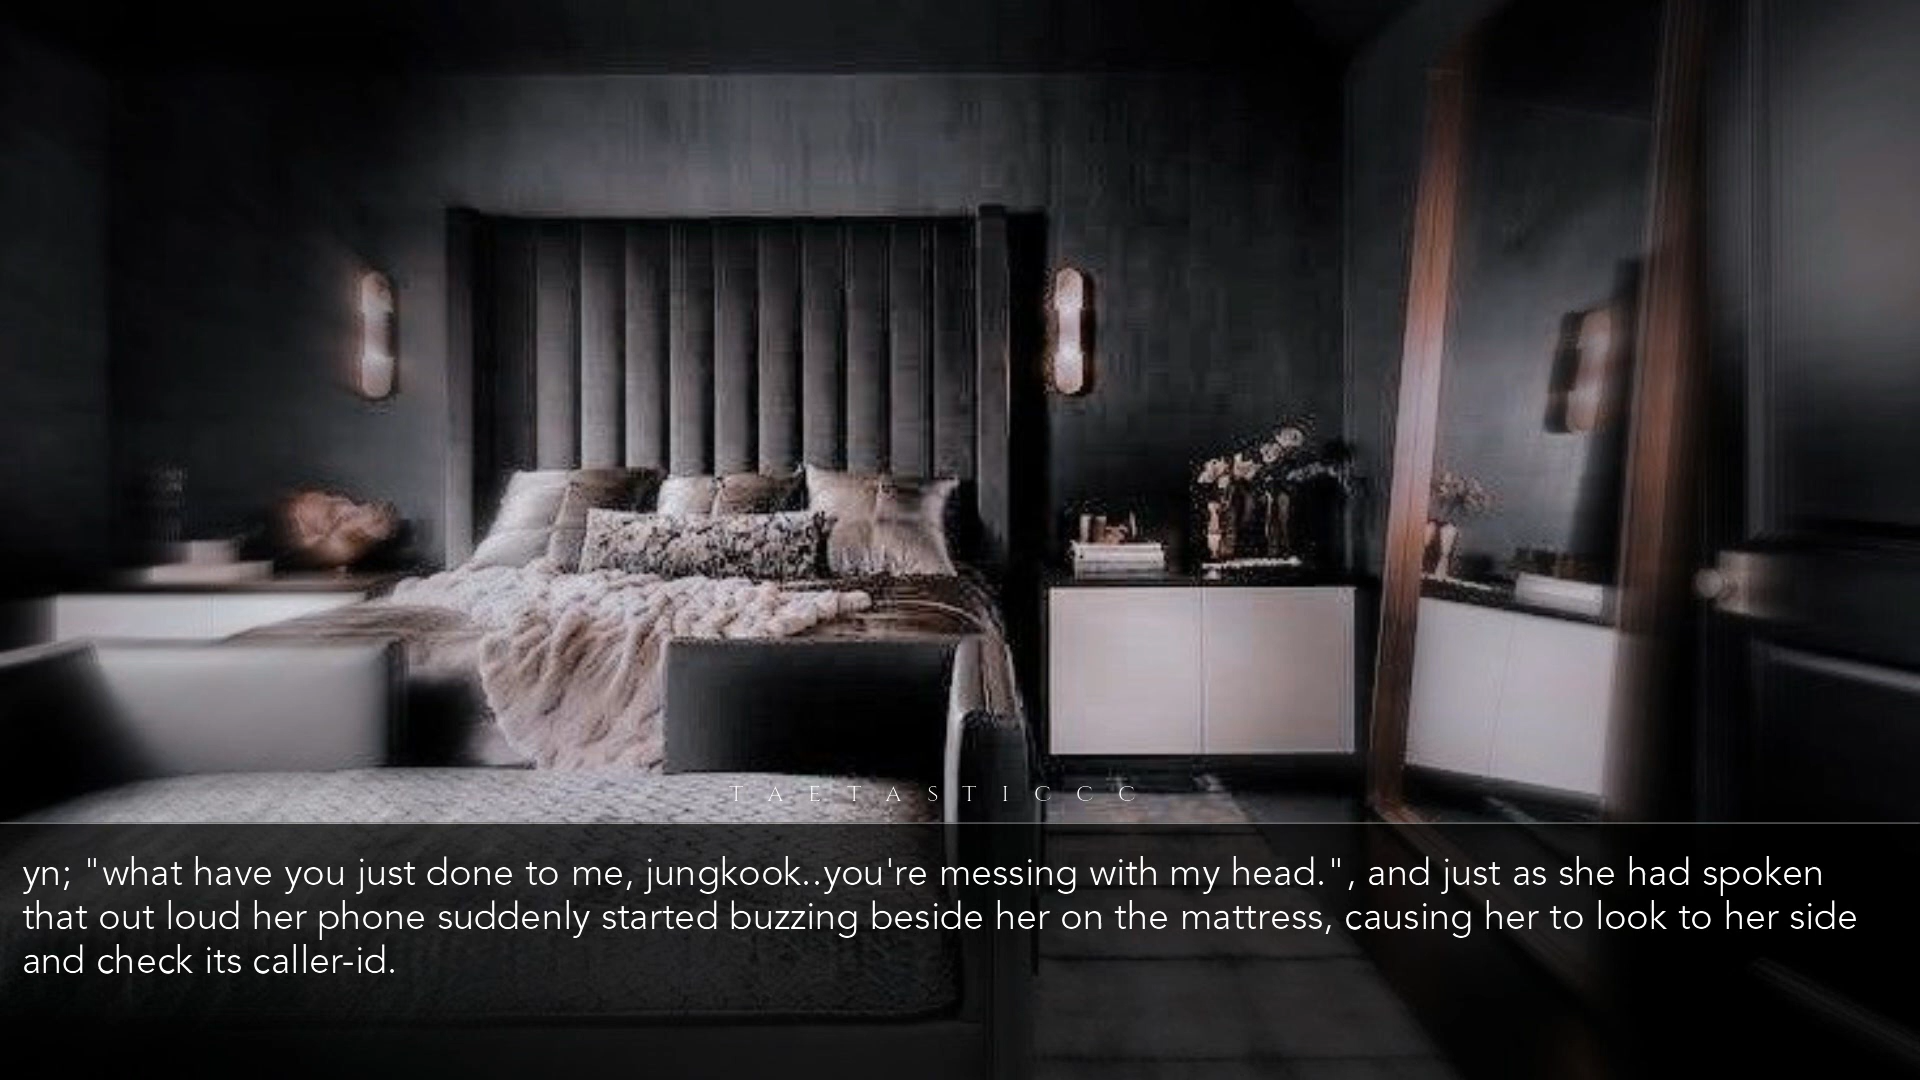 TAETASTICCC
yn; "what have you just done to me, jungkook..you're messing with my head.", and just as she had spoken
that out loud her phone suddenly started buzzing beside her on the mattress, causing her to look to her side
and check its caller-id.